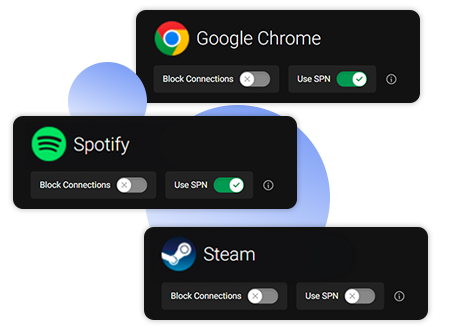 Google Chrome
Block Connections Use SPN
Spotify
Block Connections Use SPN
Steam
Block Connections Use SPN